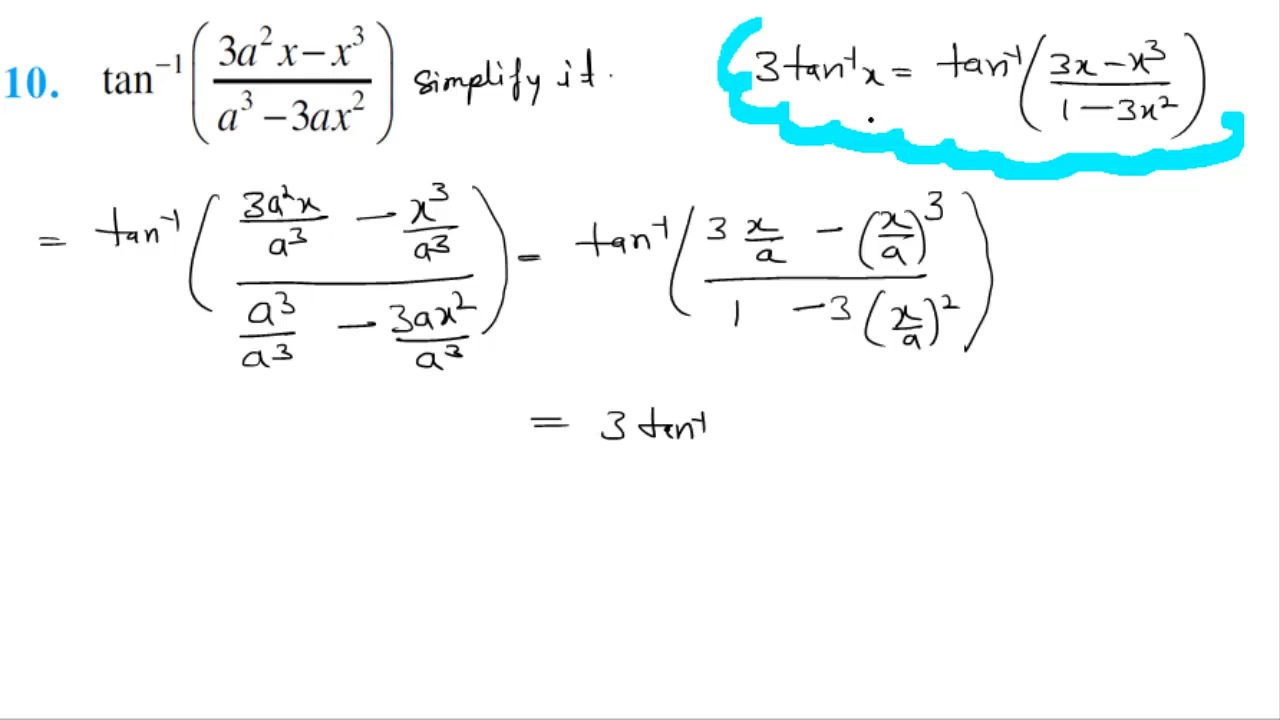 10. tan⁻¹((3a²x − x³)/(a³ − 3ax²)) simplify it.
3tan⁻¹x = tan⁻¹((3x − x³)/(1 − 3x²))
= tan⁻¹((3a²x/a³ − x³/a³)/(a³/a³ − 3ax²/a³)) = tan⁻¹((3 x/a − (x/a)³)/(1 − 3(x/a)²))
= 3 tan⁻¹